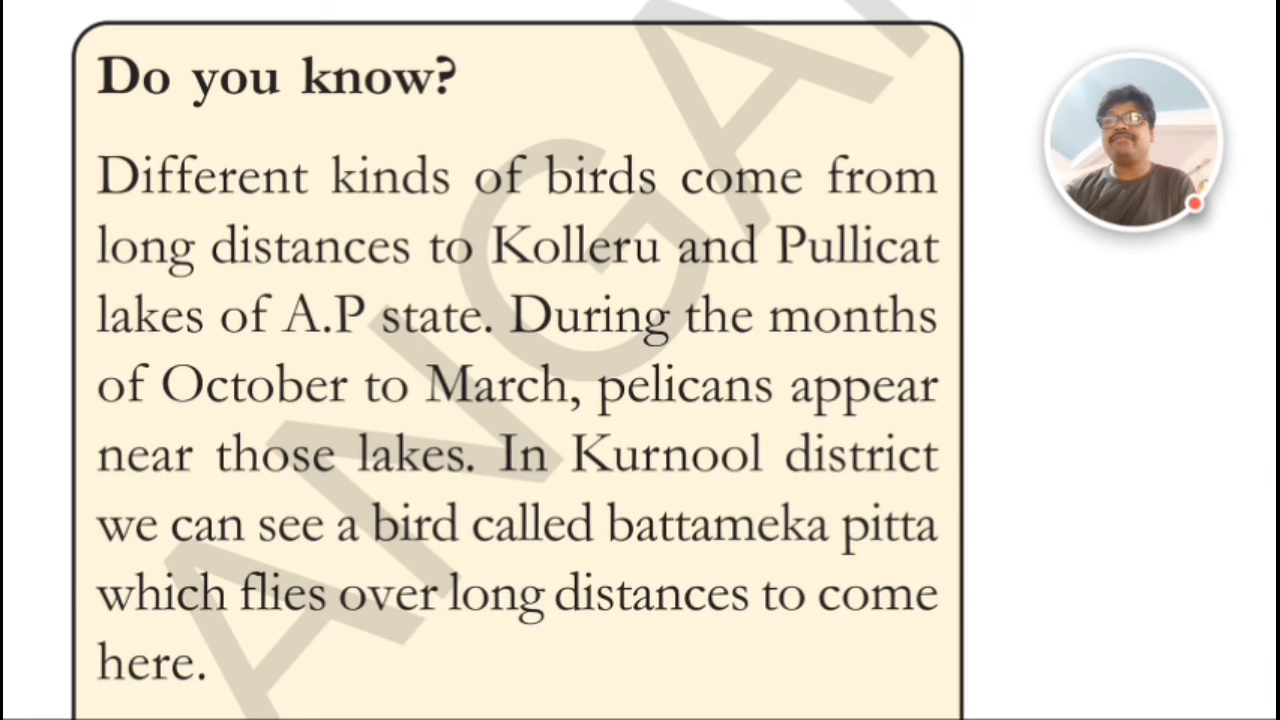 Do you know?
Different kinds of birds come from
long distances to Kolleru and Pullicat
lakes of A.P state. During the months
of October to March, pelicans appear
near those lakes. In Kurnool district
we can see a bird called battameka pitta
which flies over long distances to come
here.
ANGA